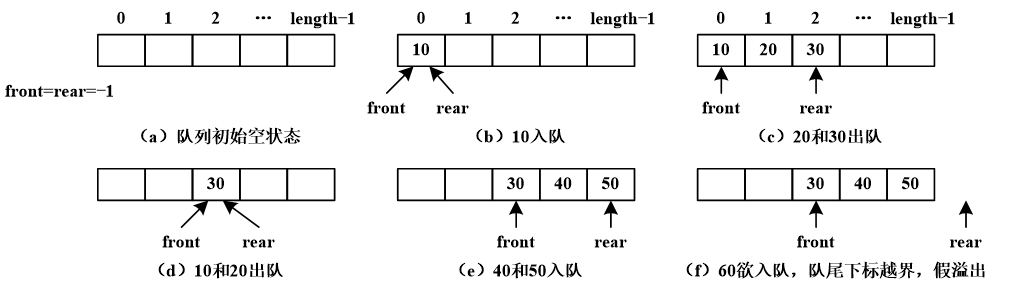 0 1 2 ··· length-1
front=rear=-1
(a) 队列初始空状态
0 1 2 ··· length-1
10
front rear
(b) 10入队
0 1 2 ··· length-1
10 20 30
front rear
(c) 20和30出队
30
front rear
(d) 10和20出队
30 40 50
front rear
(e) 40和50入队
30 40 50
front rear
(f) 60欲入队，队尾下标越界，假溢出